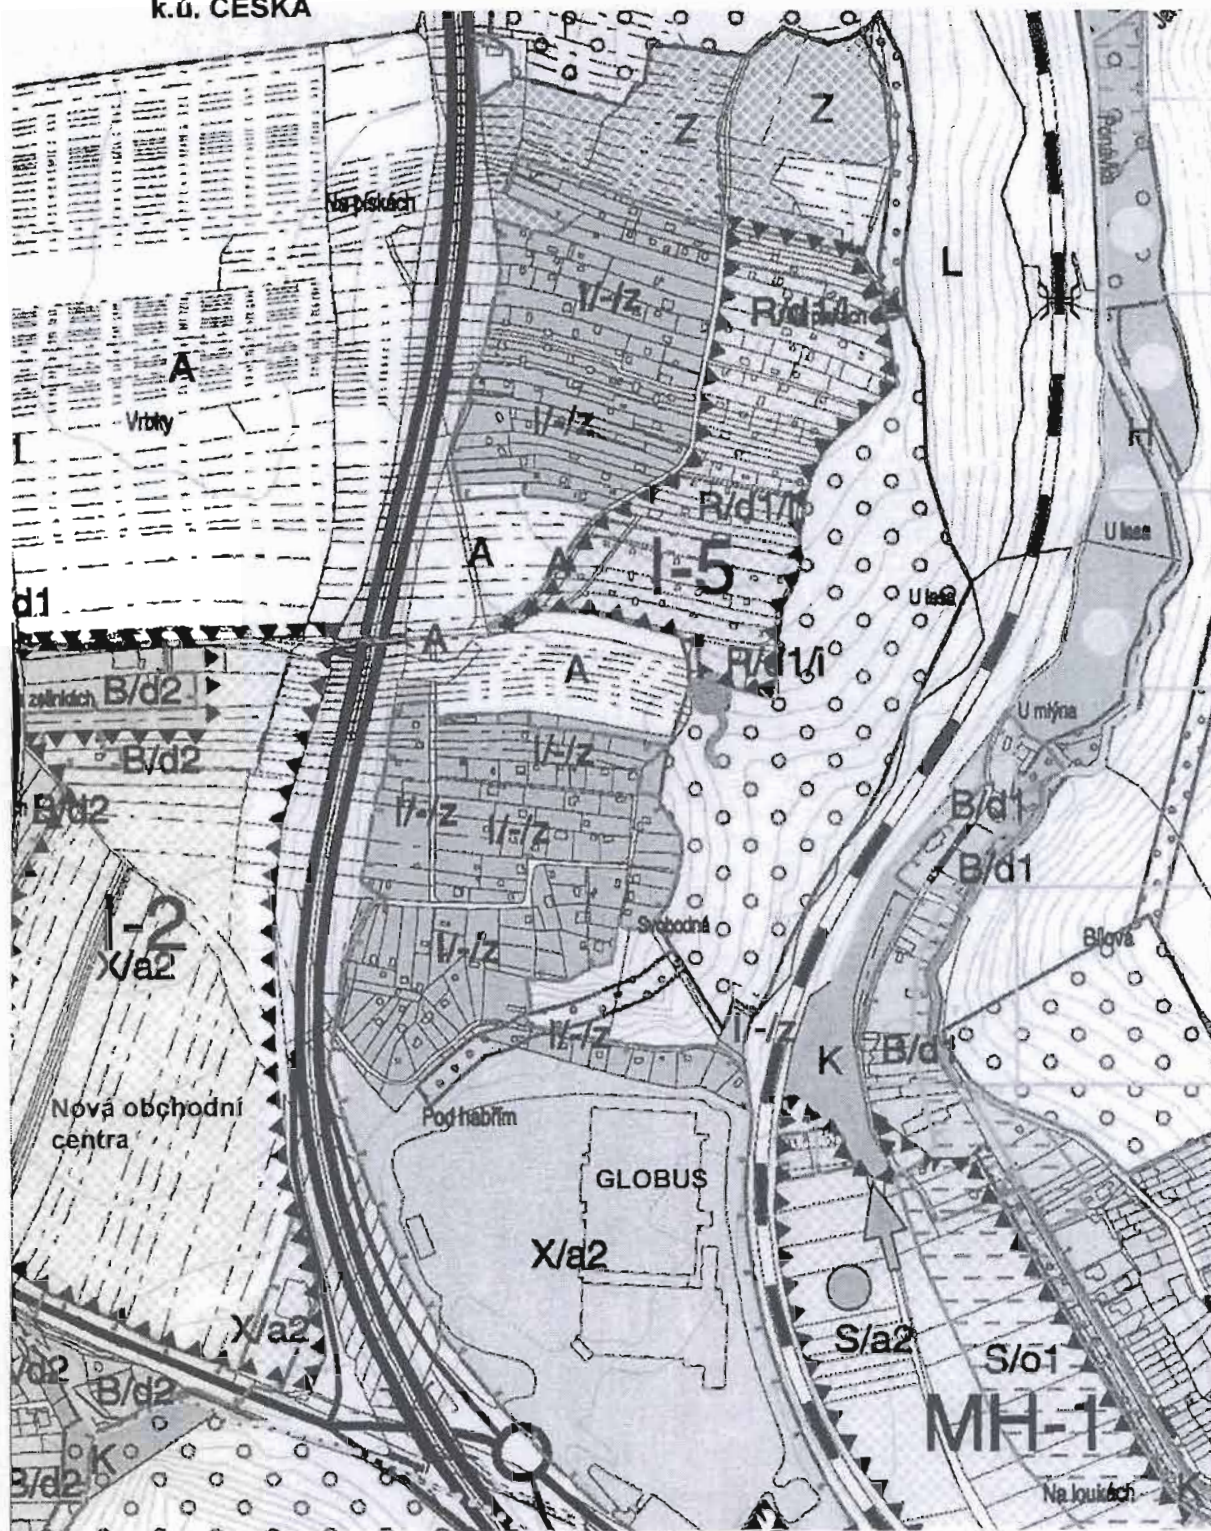 k.ú. ČESKÁ
Z
Z
Ponávka
Na pískách
L
I/-/z
R/d1/i
A
Vrbky
I/-/z
H
R/d1/i
U lesa
A
A
I-5
U lesa
d1
A
A
R/d1/i
B/d2
U mlýna
B/d2
I/-/z
B/d2
I/-/z
I/-/z
B/d1
B/d1
I-2
X/a2
I/-/z
Svobodná
Bílová
I/-/z
I/-/z
K
B/d1
Nová obchodní
centra
Pod habřím
GLOBUS
X/a2
X/a2
S/a2
S/o1
/d2
B/d2
MH-1
K
B/d2
Na loukách
K